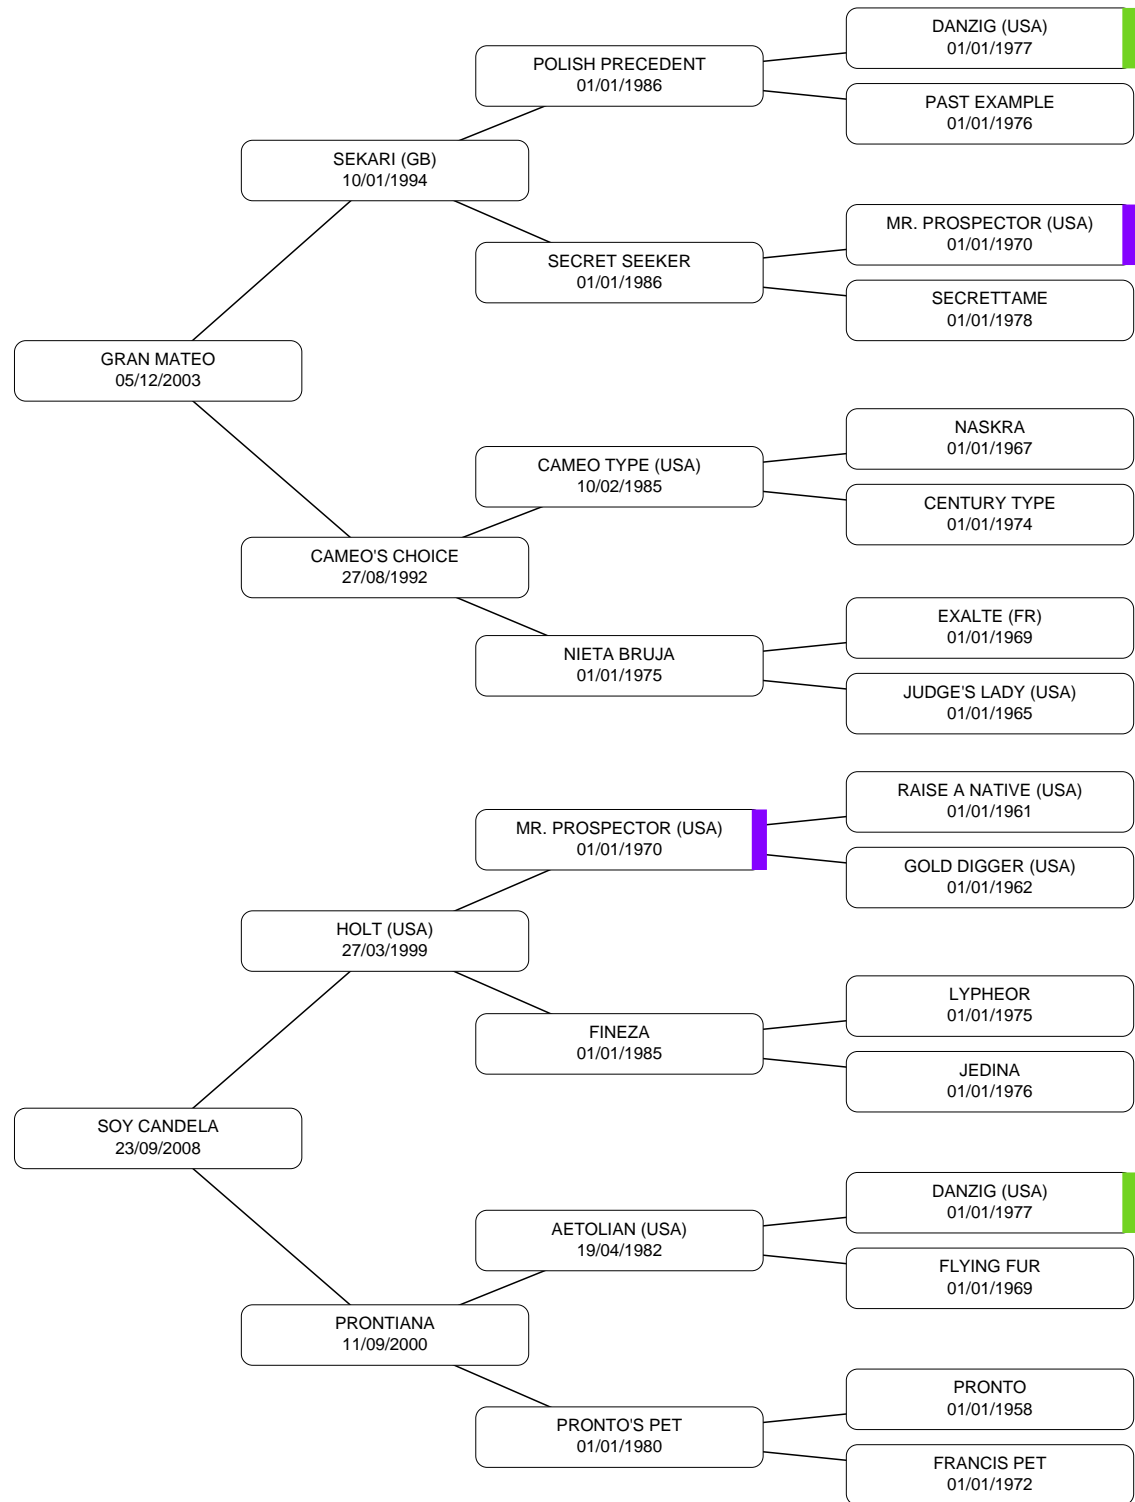 DANZIG (USA)
01/01/1977
POLISH PRECEDENT
01/01/1986
PAST EXAMPLE
01/01/1976
SEKARI (GB)
10/01/1994
MR. PROSPECTOR (USA)
01/01/1970
SECRET SEEKER
01/01/1986
SECRETTAME
01/01/1978
GRAN MATEO
05/12/2003
NASKRA
01/01/1967
CAMEO TYPE (USA)
10/02/1985
CENTURY TYPE
01/01/1974
CAMEO'S CHOICE
27/08/1992
EXALTE (FR)
01/01/1969
NIETA BRUJA
01/01/1975
JUDGE'S LADY (USA)
01/01/1965
RAISE A NATIVE (USA)
01/01/1961
MR. PROSPECTOR (USA)
01/01/1970
GOLD DIGGER (USA)
01/01/1962
HOLT (USA)
27/03/1999
LYPHEOR
01/01/1975
FINEZA
01/01/1985
JEDINA
01/01/1976
SOY CANDELA
23/09/2008
DANZIG (USA)
01/01/1977
AETOLIAN (USA)
19/04/1982
FLYING FUR
01/01/1969
PRONTIANA
11/09/2000
PRONTO
01/01/1958
PRONTO'S PET
01/01/1980
FRANCIS PET
01/01/1972